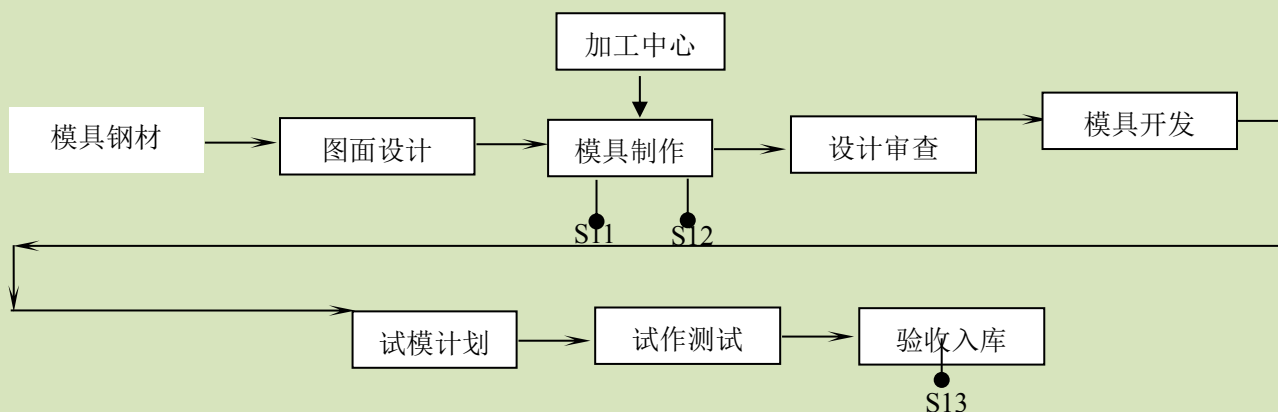 加工中心
模具钢材
图面设计
模具制作
设计审查
模具开发
S11
S12
试模计划
试作测试
验收入库
S13